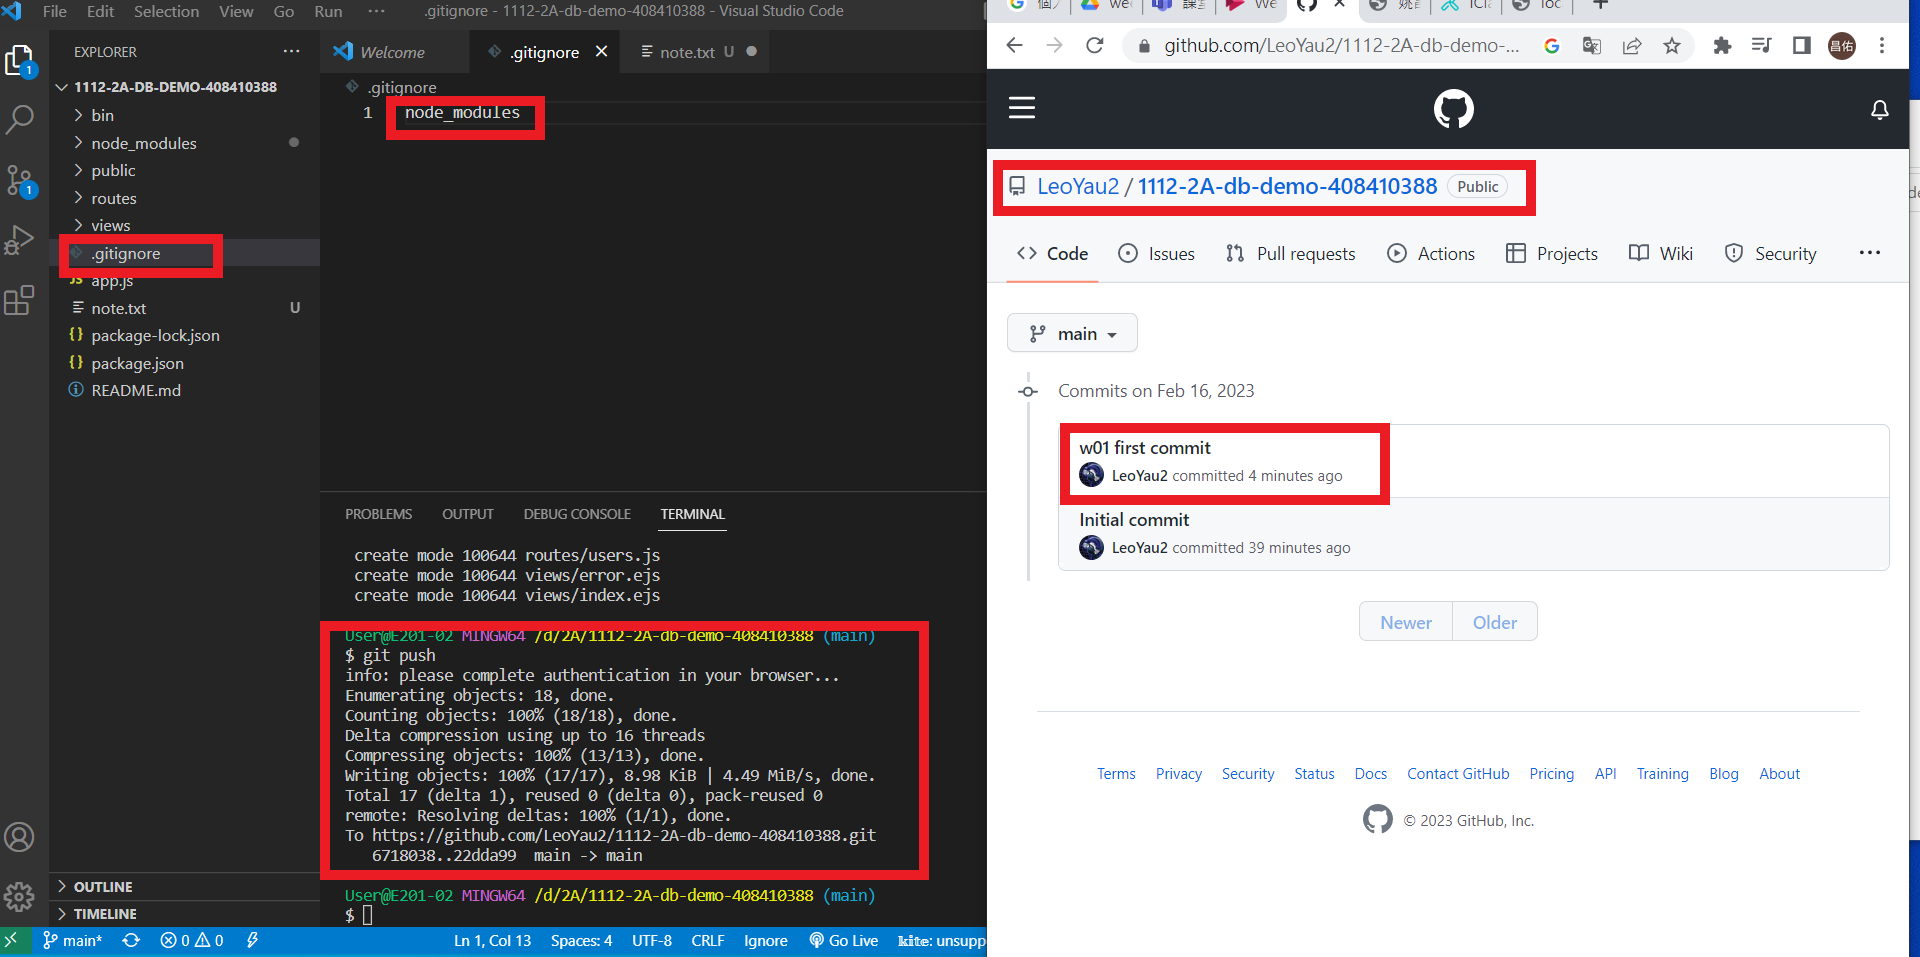 File Edit Selection View Go Run ··· .gitignore - 1112-2A-db-demo-408410388 - Visual Studio Code
EXPLORER ···
1112-2A-DB-DEMO-408410388
bin
node_modules
public
routes
views
.gitignore
app.js
note.txt U
package-lock.json
package.json
README.md
OUTLINE
TIMELINE
1
1
Welcome .gitignore note.txt U
.gitignore
1 node_modules
PROBLEMS OUTPUT DEBUG CONSOLE TERMINAL
create mode 100644 routes/users.js
create mode 100644 views/error.ejs
create mode 100644 views/index.ejs
User@E201-02 MINGW64 /d/2A/1112-2A-db-demo-408410388 (main)
$ git push
info: please complete authentication in your browser...
Enumerating objects: 18, done.
Counting objects: 100% (18/18), done.
Delta compression using up to 16 threads
Compressing objects: 100% (13/13), done.
Writing objects: 100% (17/17), 8.98 KiB | 4.49 MiB/s, done.
Total 17 (delta 1), reused 0 (delta 0), pack-reused 0
remote: Resolving deltas: 100% (1/1), done.
To https://github.com/LeoYau2/1112-2A-db-demo-408410388.git
6718038..22dda99 main -> main
User@E201-02 MINGW64 /d/2A/1112-2A-db-demo-408410388 (main)
$
main* 0 0 Ln 1, Col 13 Spaces: 4 UTF-8 CRLF Ignore Go Live kite: unsupp
github.com/LeoYau2/1112-2A-db-demo-... 昌佑
LeoYau2 / 1112-2A-db-demo-408410388 Public
Code Issues Pull requests Actions Projects Wiki Security ···
main
Commits on Feb 16, 2023
w01 first commit
LeoYau2 committed 4 minutes ago
Initial commit
LeoYau2 committed 39 minutes ago
Newer Older
Terms Privacy Security Status Docs Contact GitHub Pricing API Training Blog About
© 2023 GitHub, Inc.